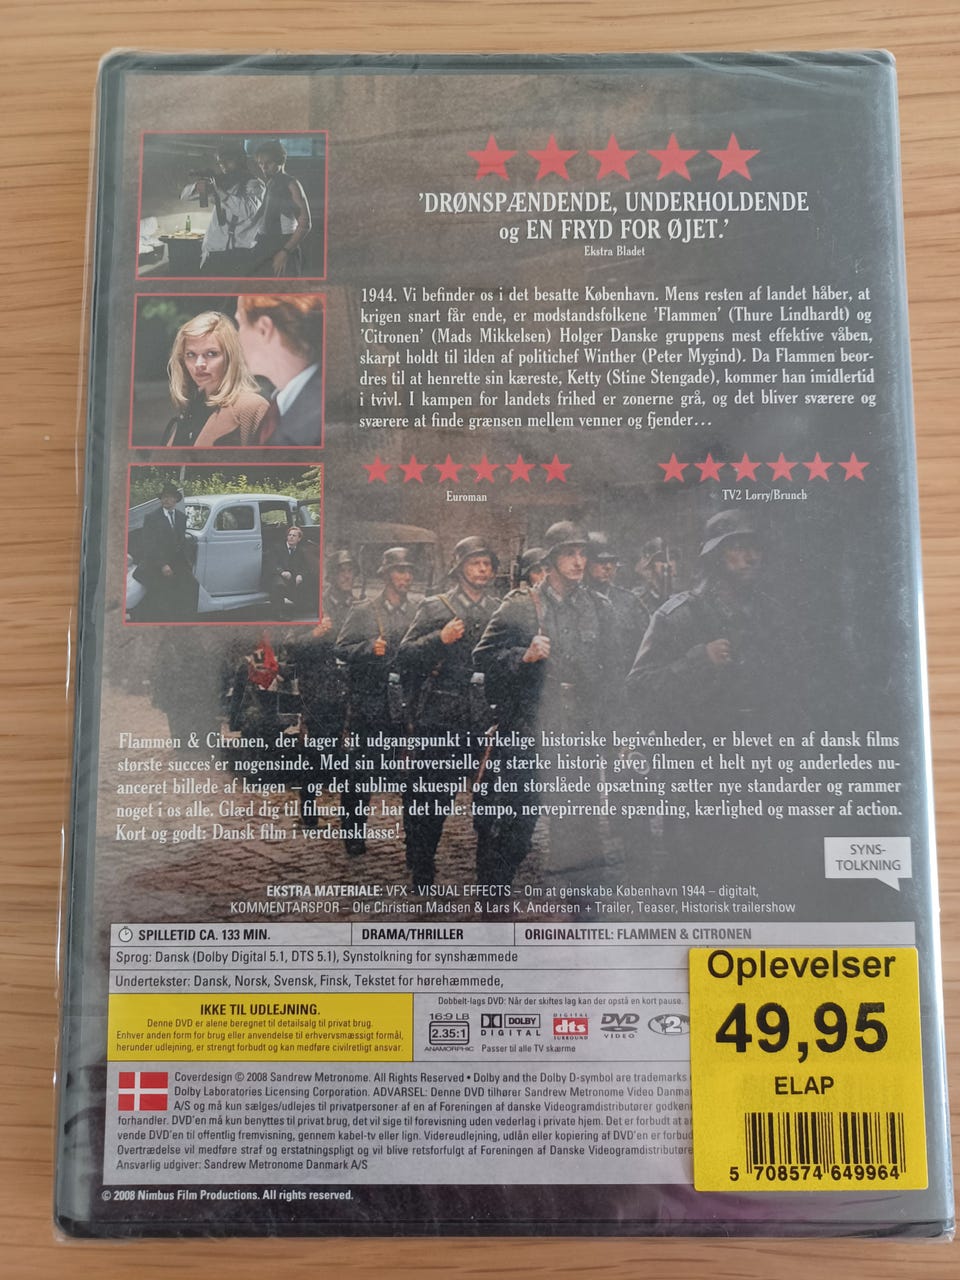 'DRØNSPÆNDENDE, UNDERHOLDENDE
og EN FRYD FOR ØJET.'
Ekstra Bladet
1944. Vi befinder os i det besatte København. Mens resten af landet håber, at
krigen snart får ende, er modstandsfolkene 'Flammen' (Thure Lindhardt) og
'Citronen' (Mads Mikkelsen) Holger Danske gruppens mest effektive våben,
skarpt holdt til ilden af politichef Winther (Peter Mygind). Da Flammen beor-
dres til at henrette sin kæreste, Ketty (Stine Stengade), kommer han imidlertid
i tvivl. I kampen for landets frihed er zonerne grå, og det bliver sværere og
sværere at finde grænsen mellem venner og fjender...
Euroman
TV2 Lorry/Brunch
Flammen & Citronen, der tager sit udgangspunkt i virkelige historiske begivenheder, er blevet en af dansk films
største succes'er nogensinde. Med sin kontroversielle og stærke historie giver filmen et helt nyt og anderledes nu-
anceret billede af krigen – og det sublime skuespil og den storslåede opsætning sætter nye standarder og rammer
noget i os alle. Glæd dig til filmen, der har det hele: tempo, nervepirrende spænding, kærlighed og masser af action.
Kort og godt: Dansk film i verdensklasse!
SYNS-
TOLKNING
EKSTRA MATERIALE: VFX - VISUAL EFFECTS – Om at genskabe København 1944 – digitalt,
KOMMENTARSPOR – Ole Christian Madsen & Lars K. Andersen + Trailer, Teaser, Historisk trailershow
SPILLETID CA. 133 MIN. DRAMA/THRILLER ORIGINALTITEL: FLAMMEN & CITRONEN
Sprog: Dansk (Dolby Digital 5.1, DTS 5.1), Synstolkning for synshæmmede
Undertekster: Dansk, Norsk, Svensk, Finsk, Tekstet for hørehæmmede,
IKKE TIL UDLEJNING.
Denne DVD er alene beregnet til detailsalg til privat brug.
Enhver anden form for brug eller anvendelse til erhvervsmæssigt formål,
herunder udlejning, er strengt forbudt og kan medføre civilretligt ansvar.
Dobbelt-lags DVD: Når der skiftes lag kan der opstå en kort pause.
16:9 LB
2.35:1
ANAMORPHIC
DOLBY
DIGITAL
DIGITAL
dts
SURROUND
DVD
VIDEO
2
Passer til alle TV skærme
Coverdesign © 2008 Sandrew Metronome. All Rights Reserved • Dolby and the Dolby D-symbol are trademarks
Dolby Laboratories Licensing Corporation. ADVARSEL: Denne DVD tilhører Sandrew Metronome Video Danma
A/S og må kun sælges/udlejes til privatpersoner af en af Foreningen af danske Videogramdistributører godken
forhandler. DVD'en må kun benyttes til privat brug, det vil sige til forevisning uden vederlag i private hjem. Det er forbudt at a
vende DVD'en til offentlig fremvisning, gennem kabel-tv eller lign. Videreudlejning, udlån eller kopiering af DVD'en er forbud
Overtrædelse vil medføre straf og erstatningspligt og vil blive retsforfulgt af Foreningen af Danske Videogramdistributøre
Ansvarlig udgiver: Sandrew Metronome Danmark A/S
© 2008 Nimbus Film Productions. All rights reserved.
Oplevelser
49,95
ELAP
5 708574 649964